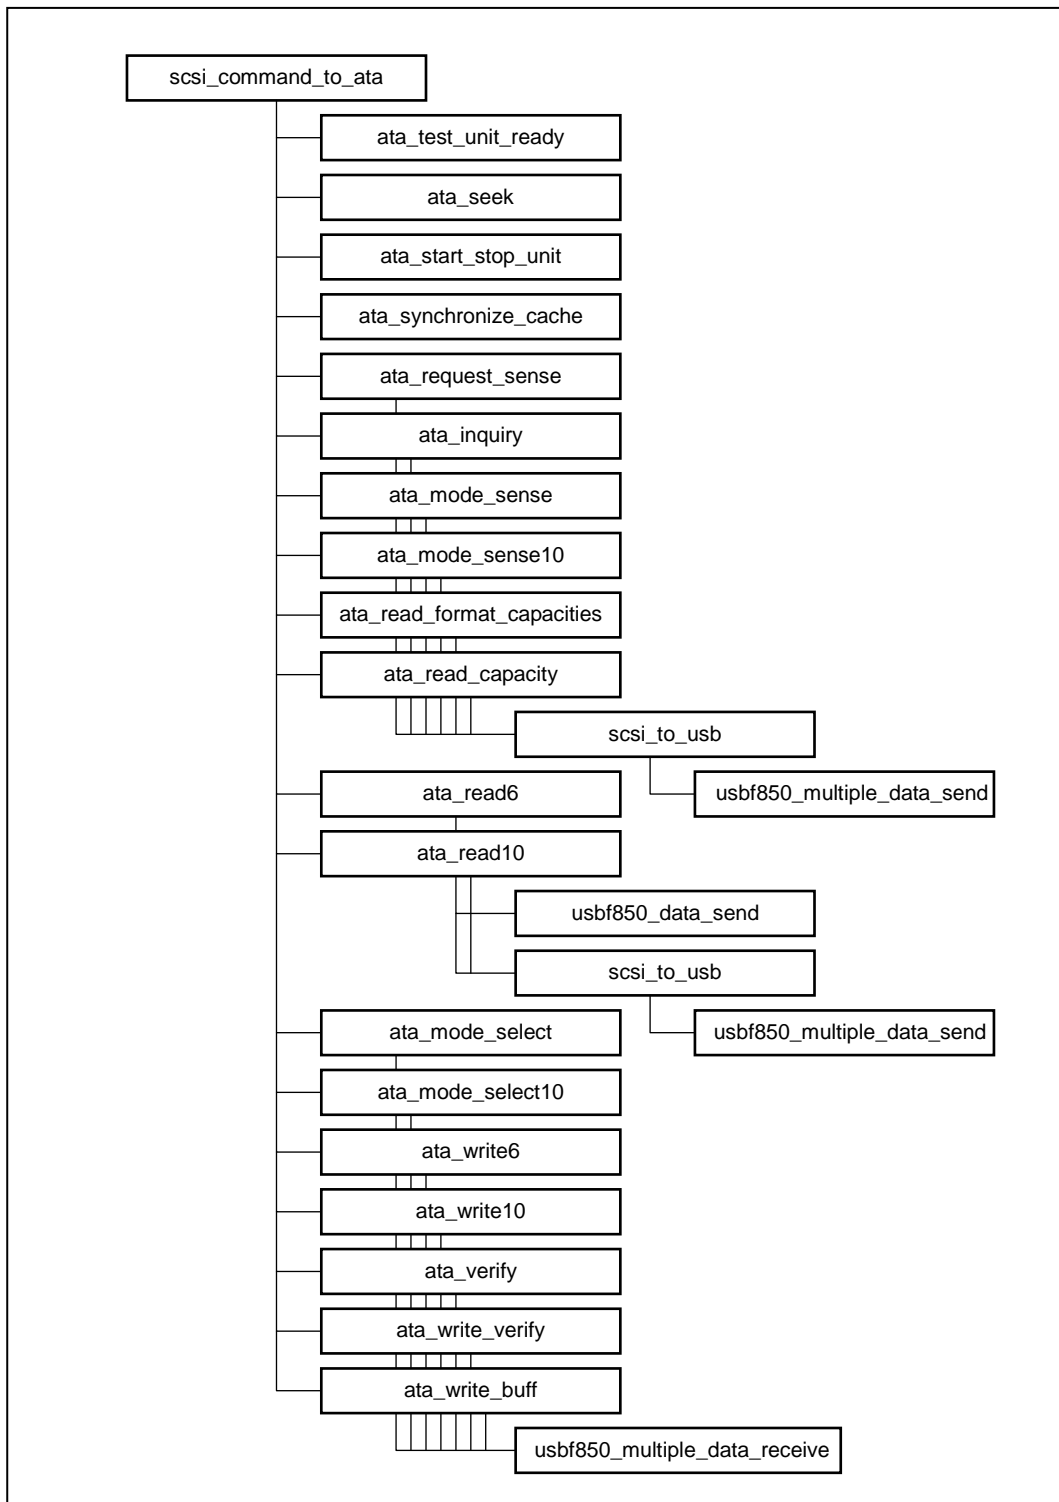 scsi_command_to_ata
ata_test_unit_ready
ata_seek
ata_start_stop_unit
ata_synchronize_cache
ata_request_sense
ata_inquiry
ata_mode_sense
ata_mode_sense10
ata_read_format_capacities
ata_read_capacity
scsi_to_usb
ata_read6
usbf850_multiple_data_send
ata_read10
usbf850_data_send
scsi_to_usb
ata_mode_select
usbf850_multiple_data_send
ata_mode_select10
ata_write6
ata_write10
ata_verify
ata_write_verify
ata_write_buff
usbf850_multiple_data_receive